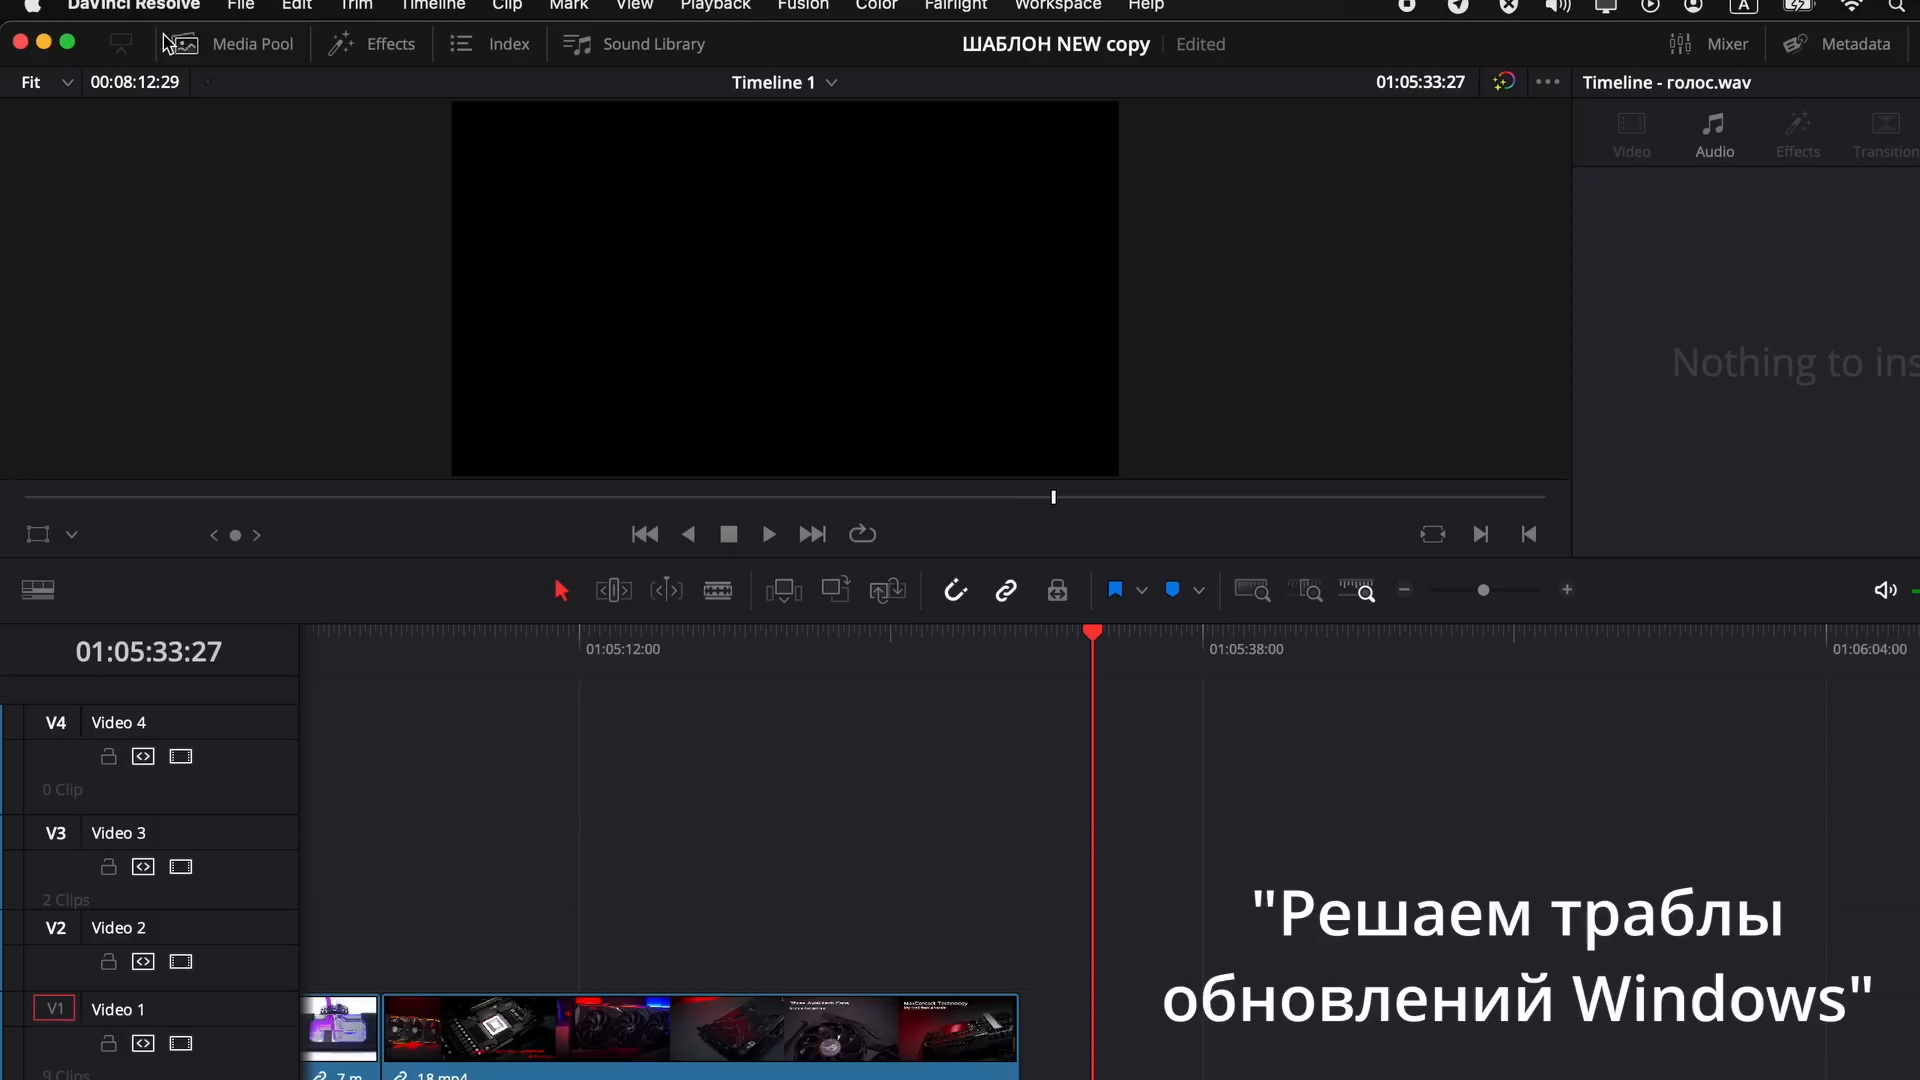 DaVinci Resolve File Edit Trim Timeline Clip Mark View Playback Fusion Color Fairlight Workspace Help A
Media Pool Effects Index Sound Library ШАБЛОН NEW copy Edited Mixer Metadata
Fit 00:08:12:29 Timeline 1 01:05:33:27 Timeline - голос.wav
Video Audio Effects Transition
Nothing to ins
01:05:33:27 01:05:12:00 01:05:38:00 01:06:04:00
V4 Video 4
0 Clip
V3 Video 3
2 Clips
V2 Video 2
V1 Video 1
9 Clips
7.m 18.mp4
"Решаем траблы
обновлений Windows"